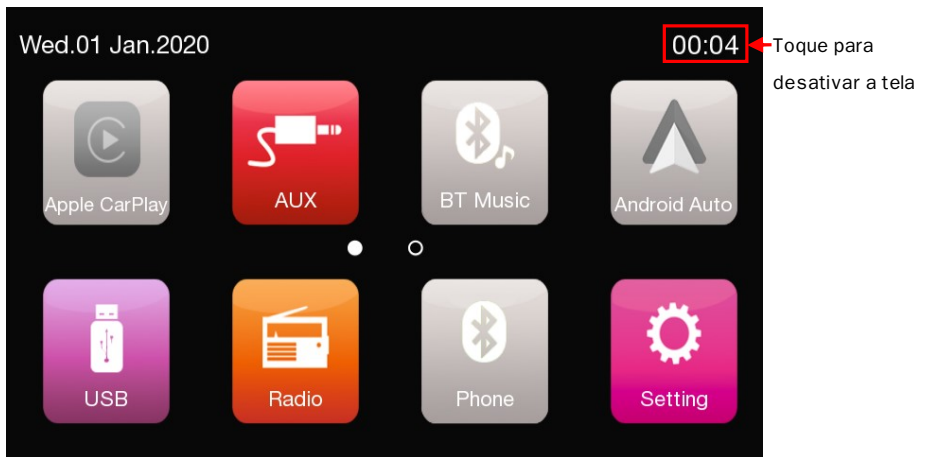 Wed.01 Jan.2020
00:04
Toque para
desativar a tela
Apple CarPlay
AUX
BT Music
Android Auto
USB
Radio
Phone
Setting